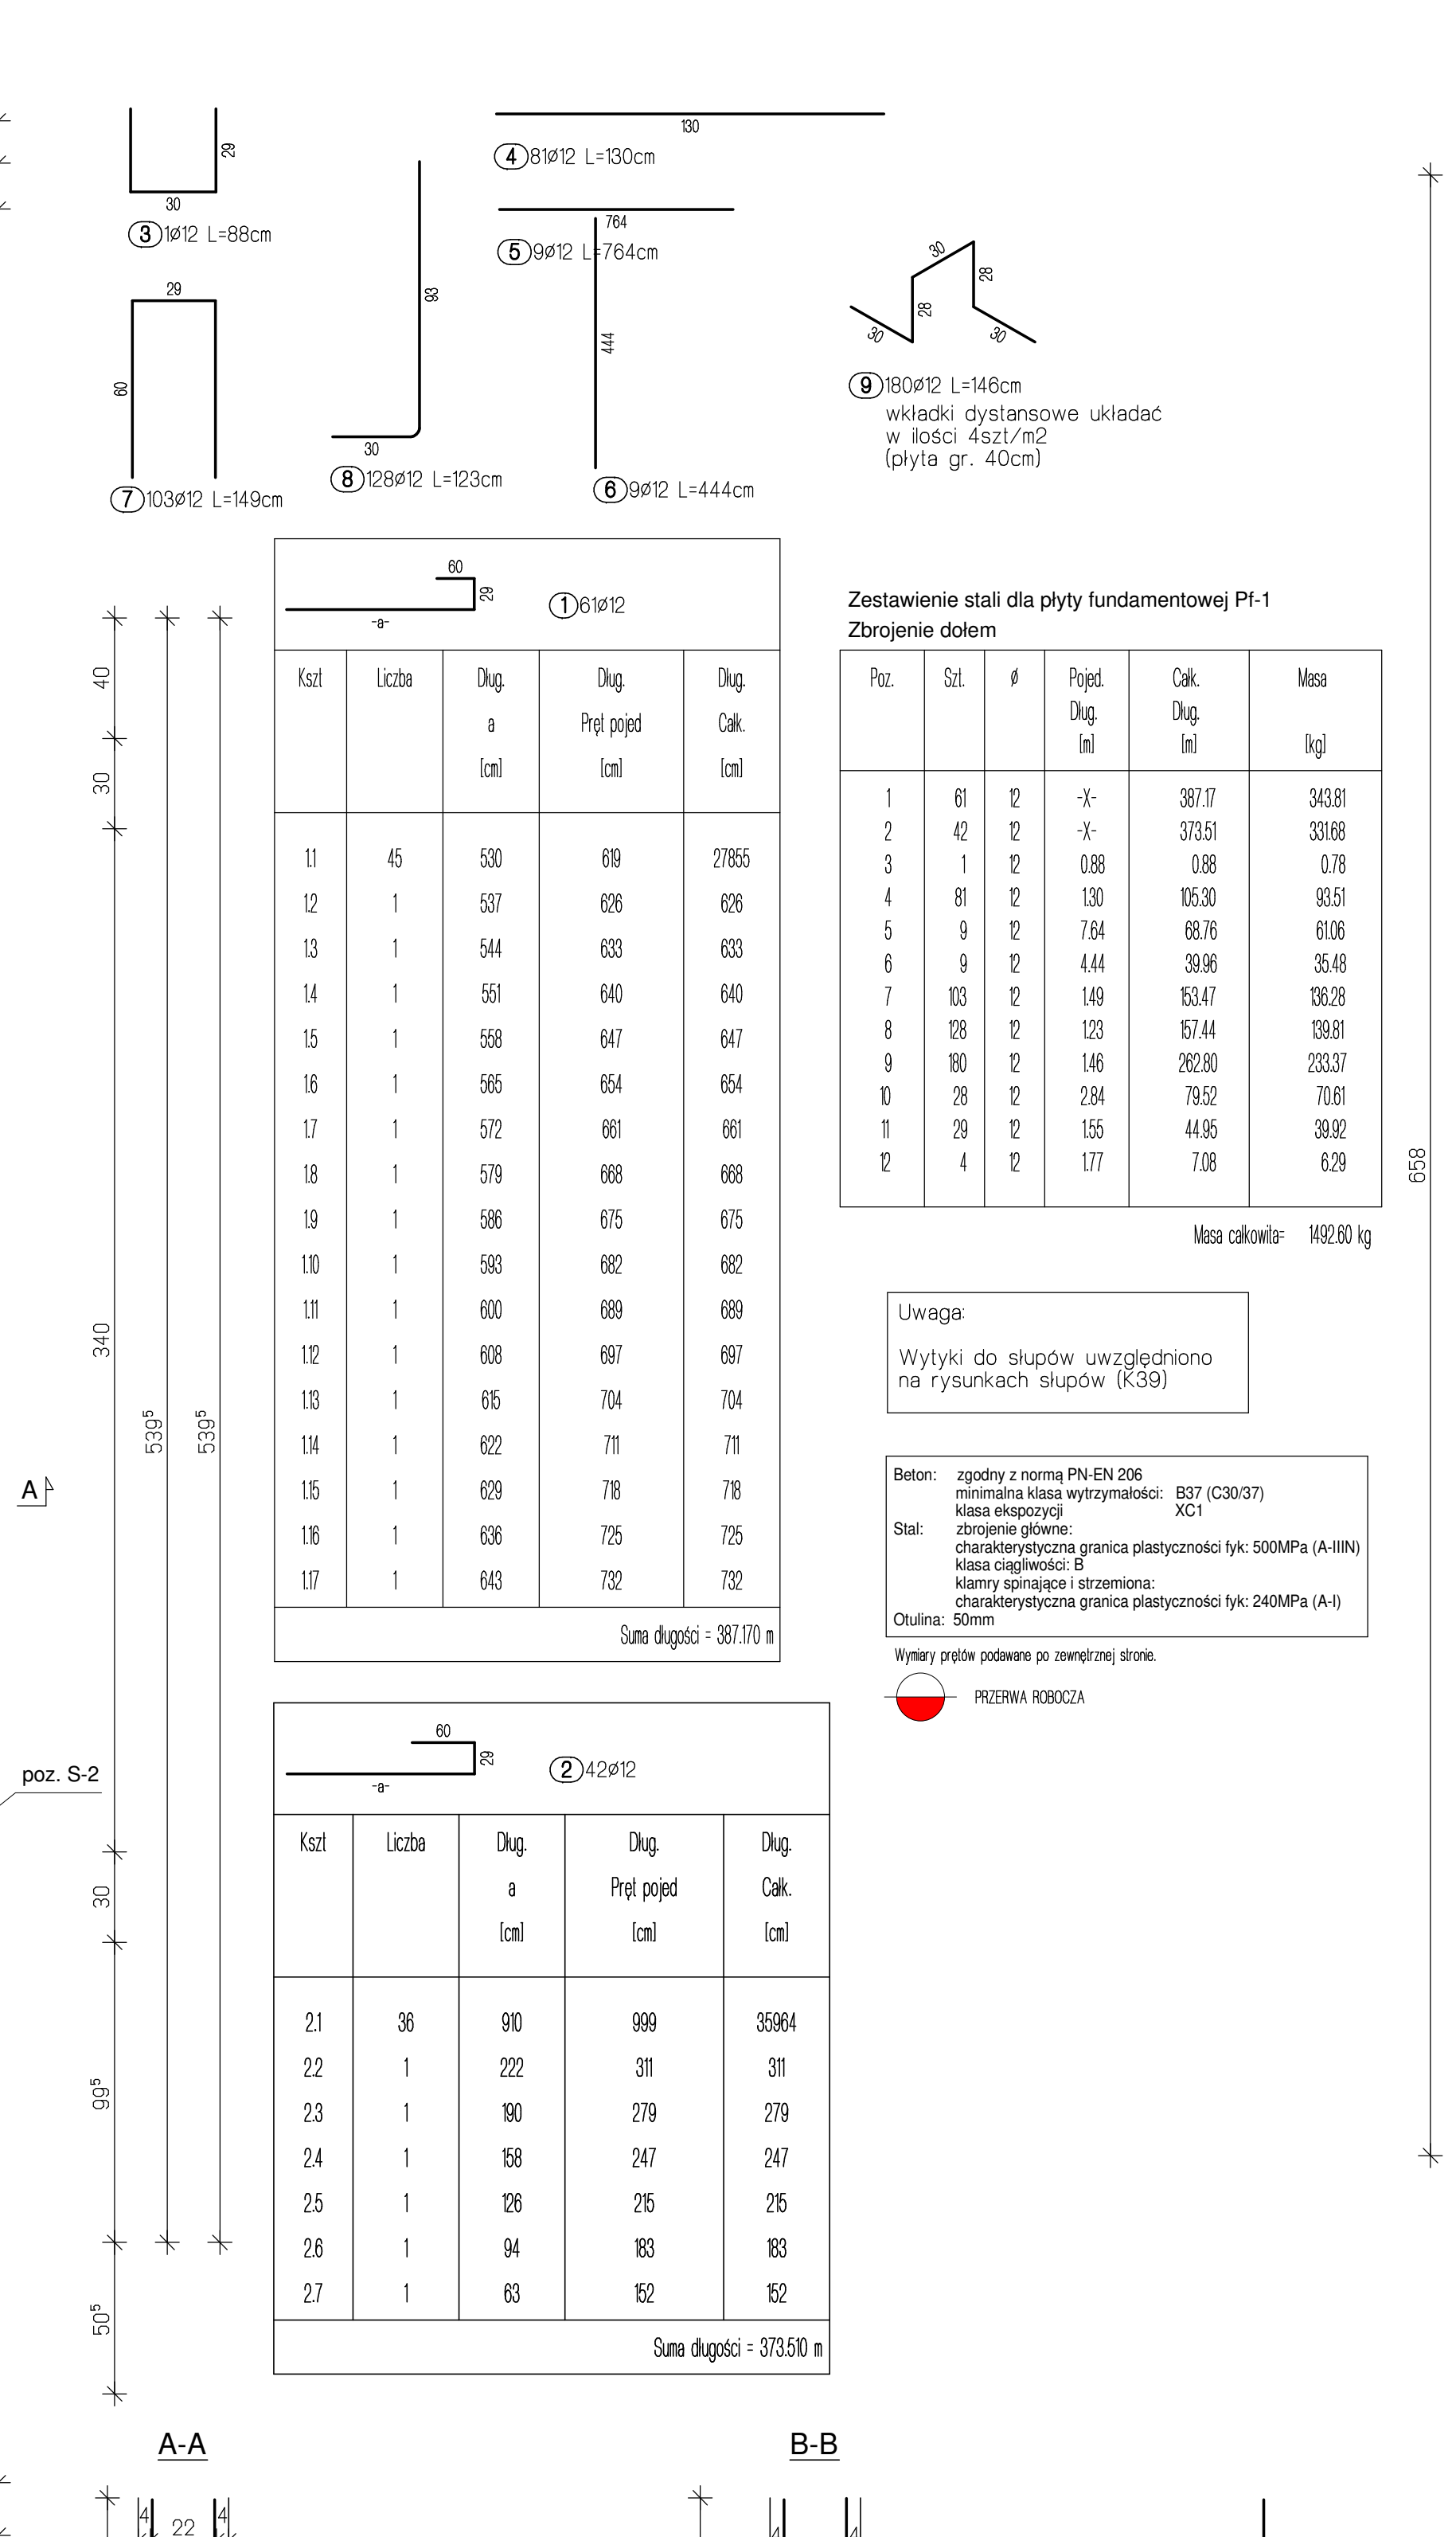 29
30
3 1ø12 L=88cm
130
4 81ø12 L=130cm
764
5 9ø12 L=764cm
93
30
8 128ø12 L=123cm
444
6 9ø12 L=444cm
29
60
7 103ø12 L=149cm
30
28
28
30
30
9 180ø12 L=146cm
wkładki dystansowe układać
w ilości 4szt/m2
(płyta gr. 40cm)
60
29
-a-
1 61ø12
Kszt Liczba Dług. Dług. Dług.
a Pręt pojed Całk.
[cm] [cm] [cm]
1.1 45 530 619 27855
1.2 1 537 626 626
1.3 1 544 633 633
1.4 1 551 640 640
1.5 1 558 647 647
1.6 1 565 654 654
1.7 1 572 661 661
1.8 1 579 668 668
1.9 1 586 675 675
1.10 1 593 682 682
1.11 1 600 689 689
1.12 1 608 697 697
1.13 1 615 704 704
1.14 1 622 711 711
1.15 1 629 718 718
1.16 1 636 725 725
1.17 1 643 732 732
Suma długości = 387.170 m
Zestawienie stali dla płyty fundamentowej Pf-1
Zbrojenie dołem
Poz. Szt. ø Pojed. Całk. Masa
Dług. Dług.
[m] [m] [kg]
1 61 12 -X- 387.17 343.81
2 42 12 -X- 373.51 331.68
3 1 12 0.88 0.88 0.78
4 81 12 1.30 105.30 93.51
5 9 12 7.64 68.76 61.06
6 9 12 4.44 39.96 35.48
7 103 12 1.49 153.47 136.28
8 128 12 1.23 157.44 139.81
9 180 12 1.46 262.80 233.37
10 28 12 2.84 79.52 70.61
11 29 12 1.55 44.95 39.92
12 4 12 1.77 7.08 6.29
Masa całkowita= 1492.60 kg
Uwaga:
Wytyki do słupów uwzględniono
na rysunkach słupów (K39)
Beton: zgodny z normą PN-EN 206
minimalna klasa wytrzymałości: B37 (C30/37)
klasa ekspozycji XC1
Stal: zbrojenie główne:
charakterystyczna granica plastyczności fyk: 500MPa (A-IIIN)
klasa ciągliwości: B
klamry spinające i strzemiona:
charakterystyczna granica plastyczności fyk: 240MPa (A-I)
Otulina: 50mm
Wymiary prętów podawane po zewnętrznej stronie.
PRZERWA ROBOCZA
60
29
-a-
2 42ø12
Kszt Liczba Dług. Dług. Dług.
a Pręt pojed Całk.
[cm] [cm] [cm]
2.1 36 910 999 35964
2.2 1 222 311 311
2.3 1 190 279 279
2.4 1 158 247 247
2.5 1 126 215 215
2.6 1 94 183 183
2.7 1 63 152 152
Suma długości = 373.510 m
40
30
340
539⁵
539⁵
A
poz. S-2
30
99⁵
50⁵
658
A-A
4
22
4
B-B
4
4